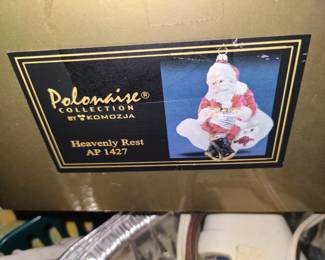 Polonaise®
COLLECTION
BY KOMOZJA
Heavenly Rest
AP 1427